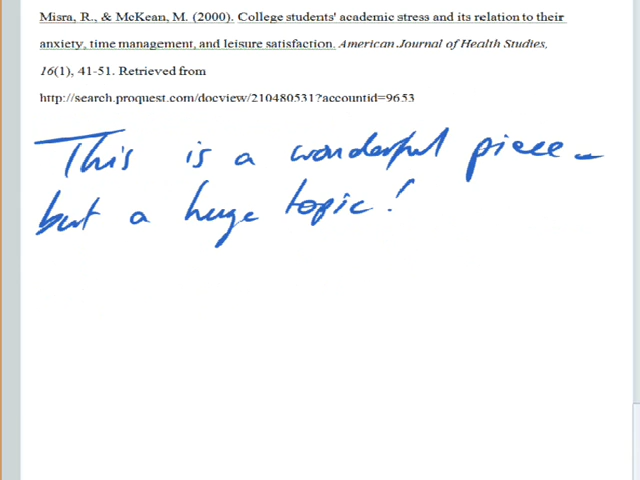 Misra, R., & McKean, M. (2000). College students' academic stress and its relation to their
anxiety, time management, and leisure satisfaction. American Journal of Health Studies,
16(1), 41-51. Retrieved from
http://search.proquest.com/docview/210480531?accountid=9653
This is a wonderful piece -
but a huge topic!